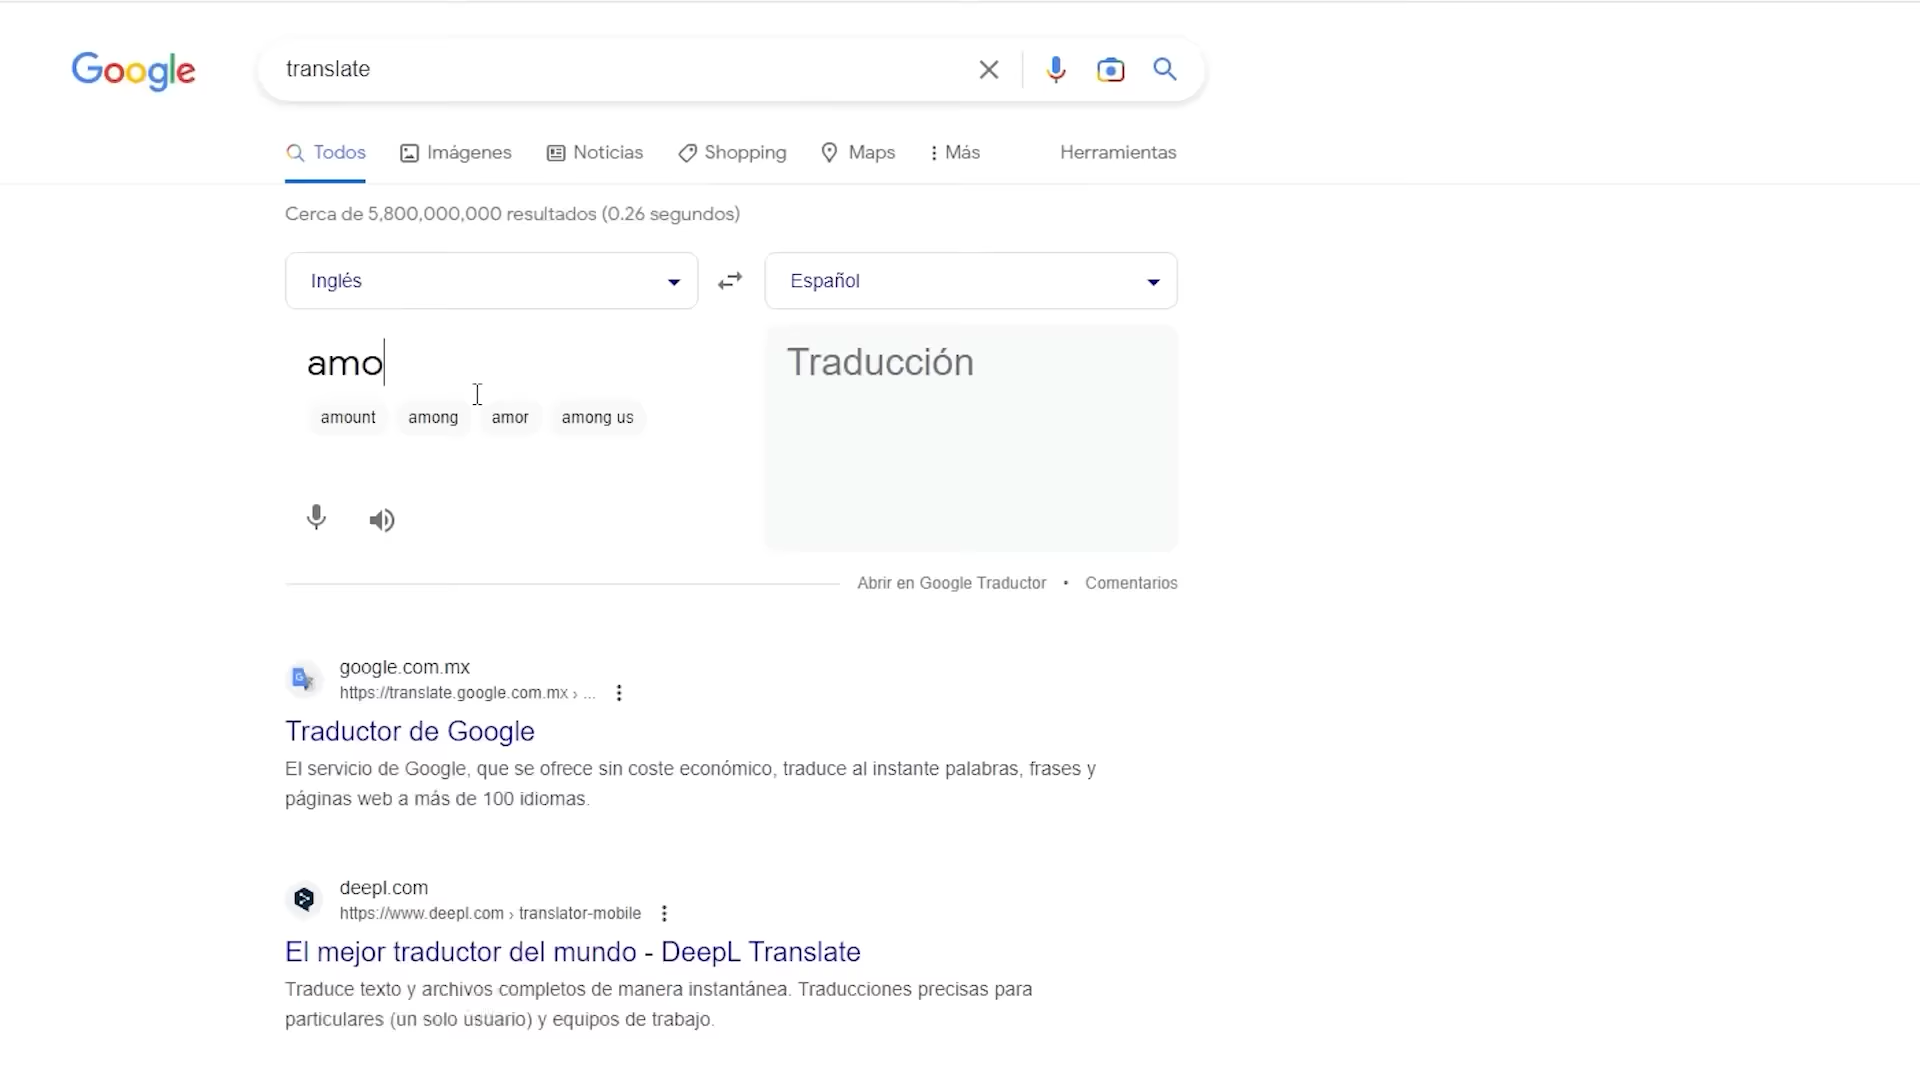 Google
translate
Todos
Imágenes
Noticias
Shopping
Maps
Más
Herramientas
Cerca de 5,800,000,000 resultados (0.26 segundos)
Inglés
Español
amo
Traducción
amount
among
amor
among us
Abrir en Google Traductor • Comentarios
google.com.mx
https://translate.google.com.mx › ...
Traductor de Google
El servicio de Google, que se ofrece sin coste económico, traduce al instante palabras, frases y
páginas web a más de 100 idiomas.
deepl.com
https://www.deepl.com › translator-mobile
El mejor traductor del mundo - DeepL Translate
Traduce texto y archivos completos de manera instantánea. Traducciones precisas para
particulares (un solo usuario) y equipos de trabajo.